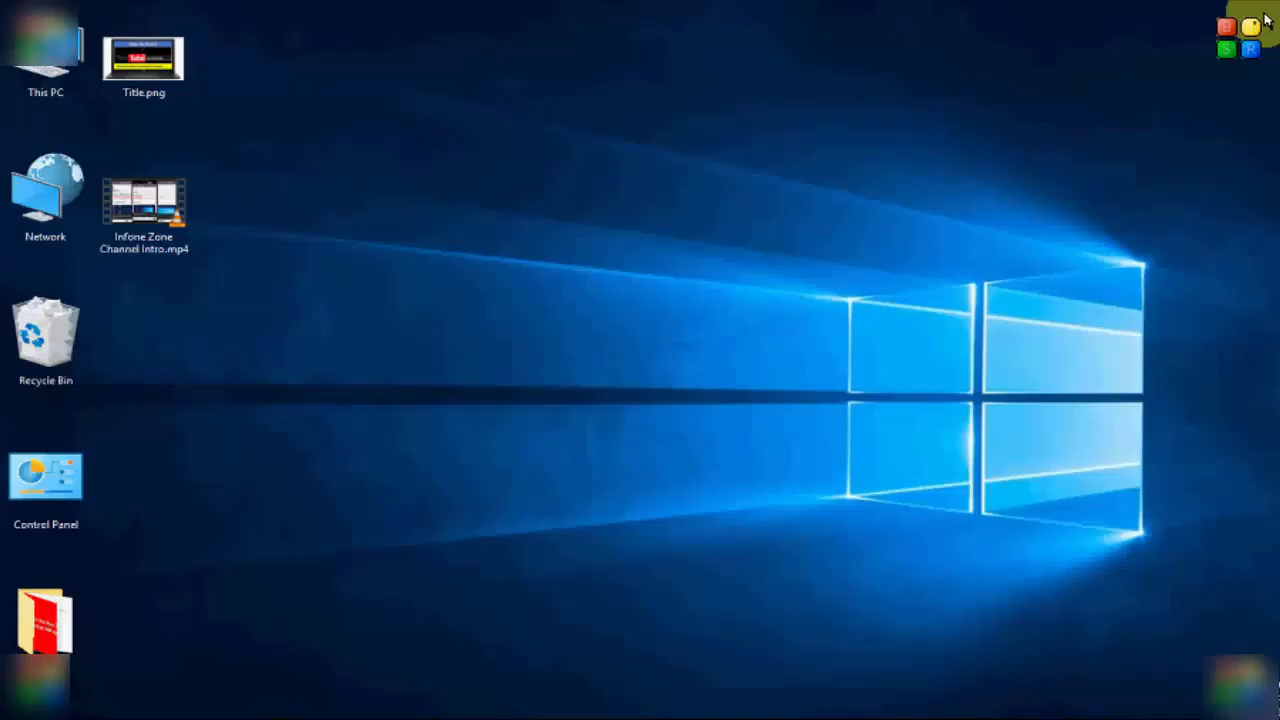 This PC
Title.png
Network
Infone Zone
Channel Intro.mp4
Recycle Bin
Control Panel
B
S
R